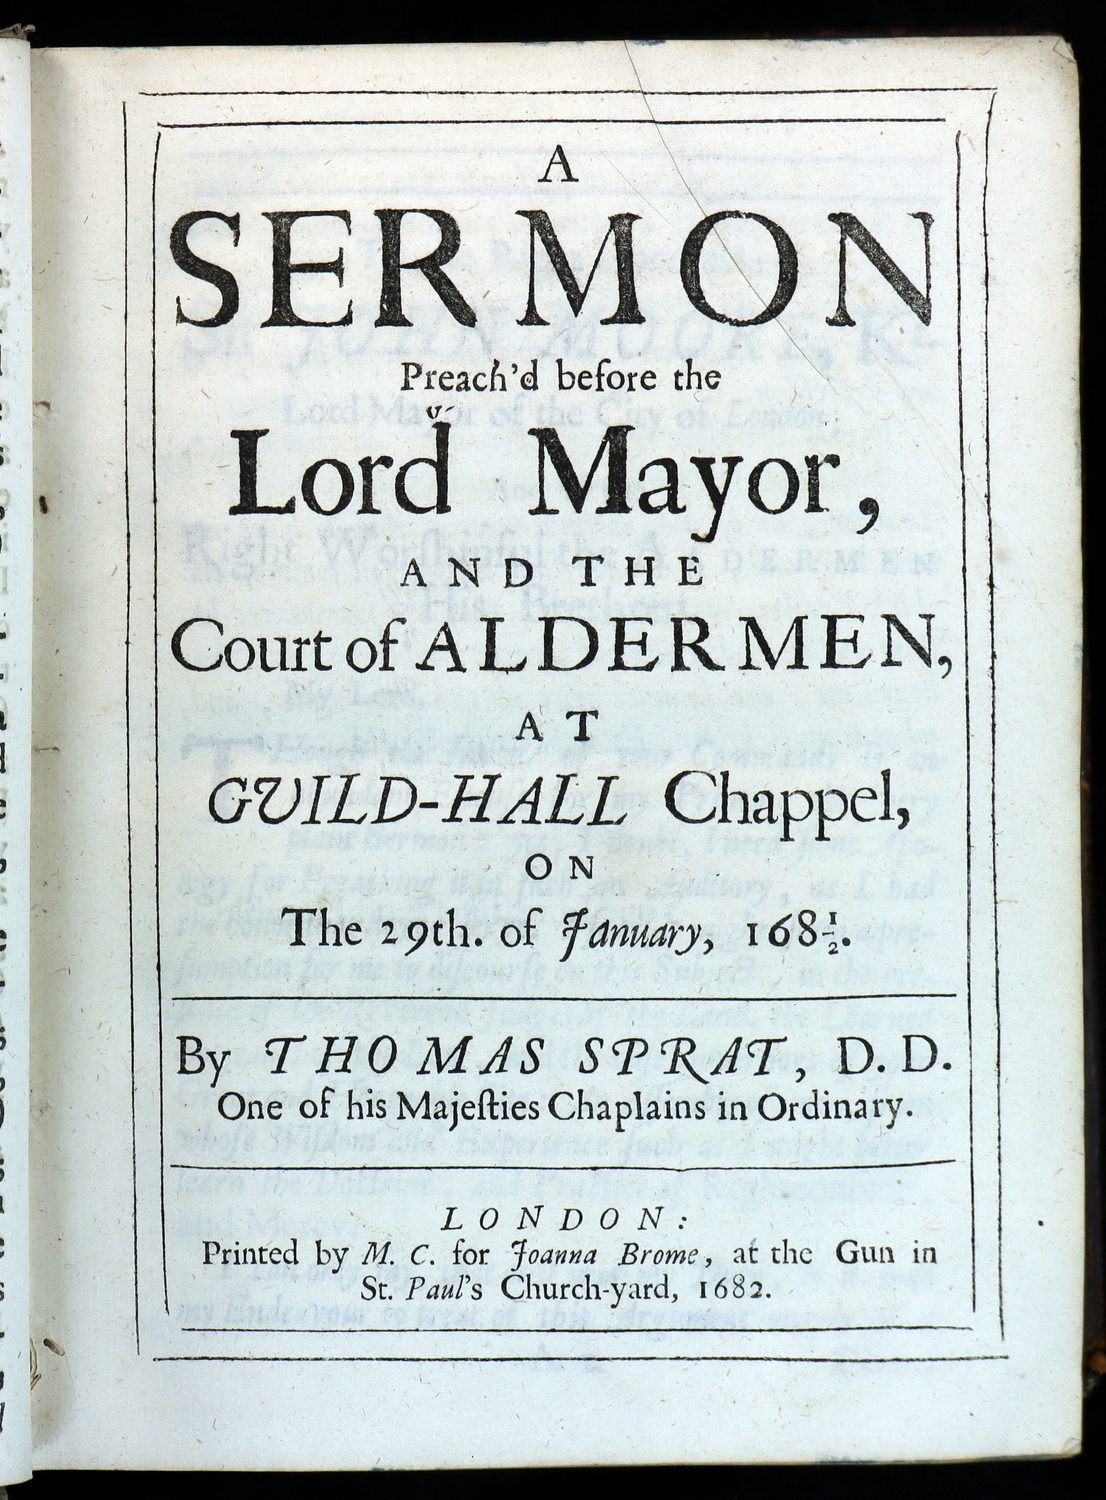 A
SERMON
Preach'd before the
Lord Mayor,
AND THE
Court of ALDERMEN,
AT
GUILD-HALL Chappel,
ON
The 29th. of January, 168½.
By THOMAS SPRAT, D. D.
One of his Majeſties Chaplains in Ordinary.
LONDON:
Printed by M. C. for Joanna Brome, at the Gun in
St. Paul's Church-yard, 1682.